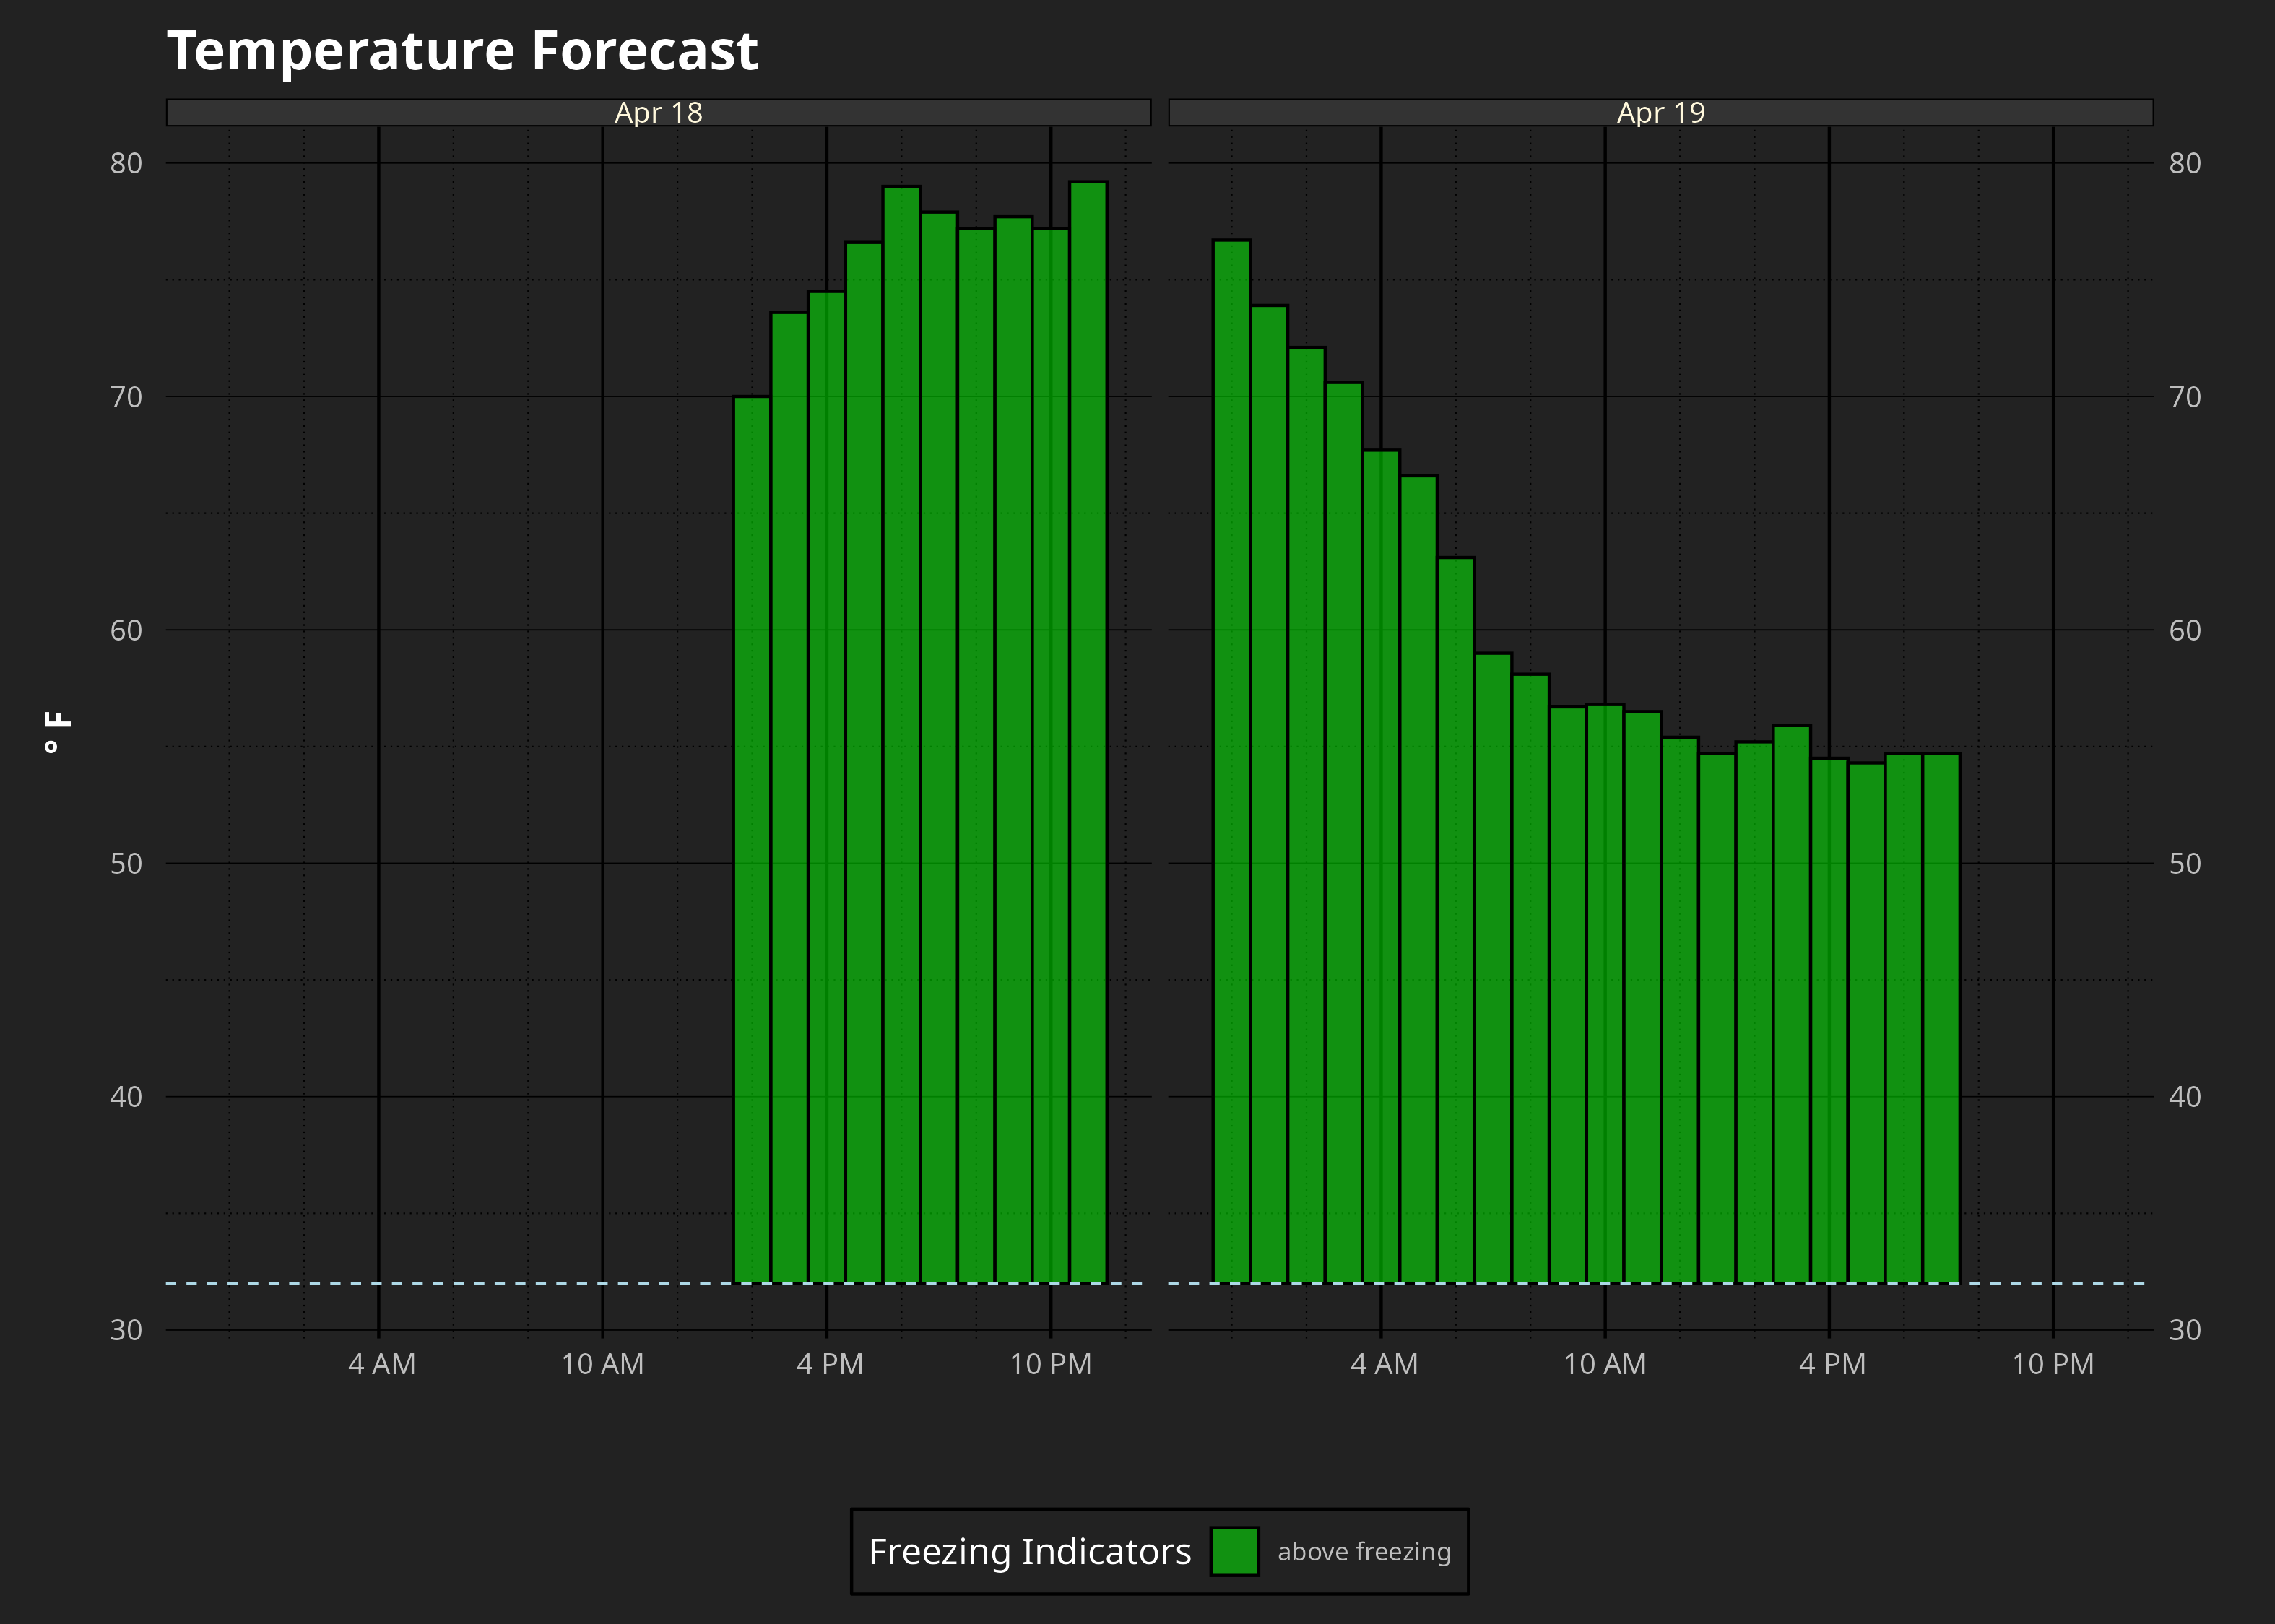 Temperature Forecast
Apr 18
Apr 19
80
80
70
70
60
60
50
50
40
40
30
30
°F
4 AM
10 AM
4 PM
10 PM
4 AM
10 AM
4 PM
10 PM
Freezing Indicators
above freezing